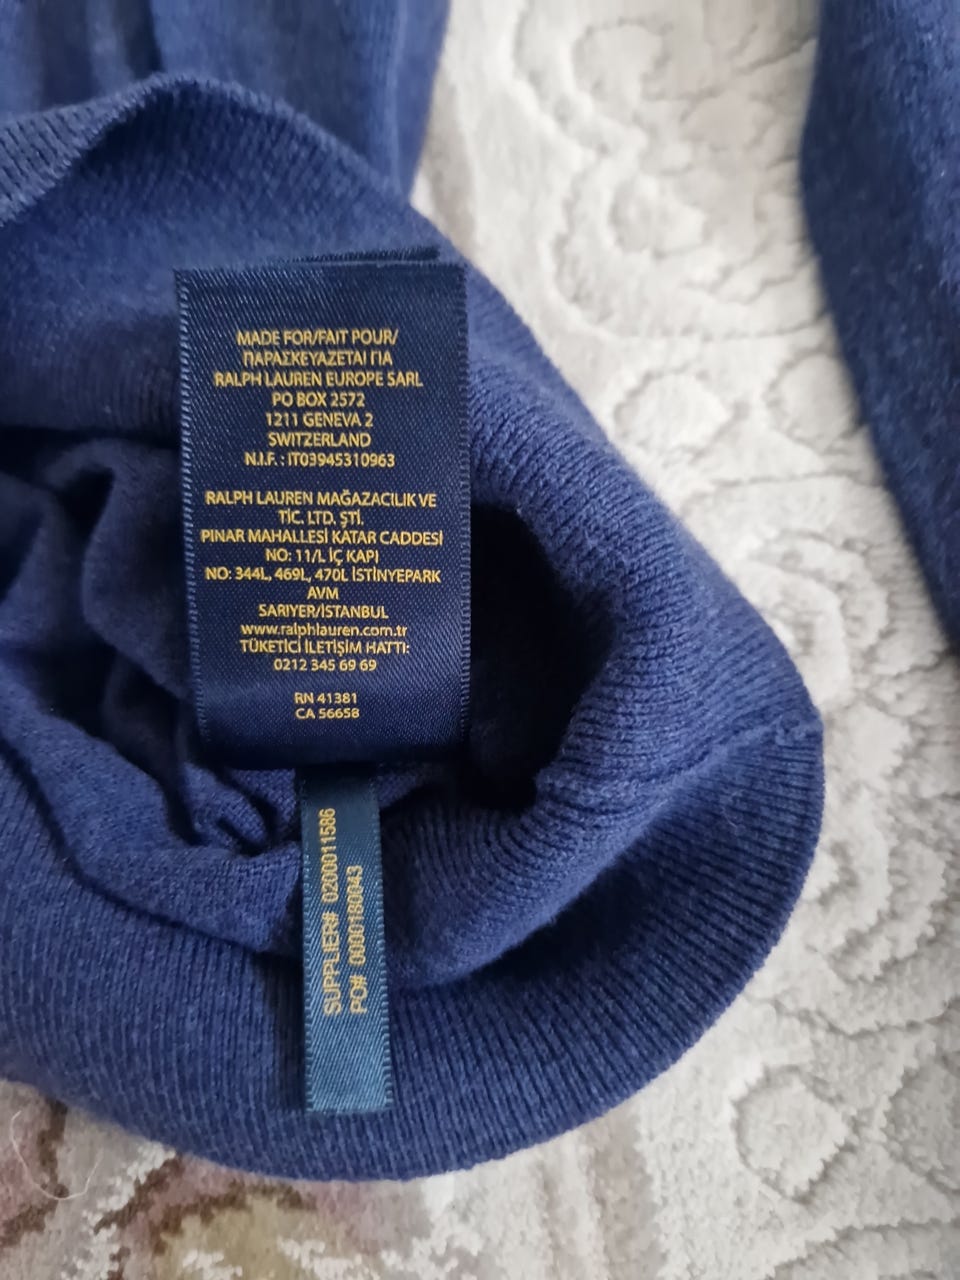 MADE FOR/FAIT POUR/
ΠΑΡΑΣΚΕΥΑΖΕΤΑΙ ΓΙΑ
RALPH LAUREN EUROPE SARL
PO BOX 2572
1211 GENEVA 2
SWITZERLAND
N.I.F. : IT03945310963
RALPH LAUREN MAĞAZACILIK VE
TİC. LTD. ŞTİ.
PINAR MAHALLESİ KATAR CADDESİ
NO: 11/L İÇ KAPI
NO: 344L, 469L, 470L İSTİNYEPARK
AVM
SARIYER/İSTANBUL
www.ralphlauren.com.tr
TÜKETİCİ İLETİŞİM HATTI:
0212 345 69 69
RN 41381
CA 56658
SUPPLIER# 0200011586
PO# 0000180043